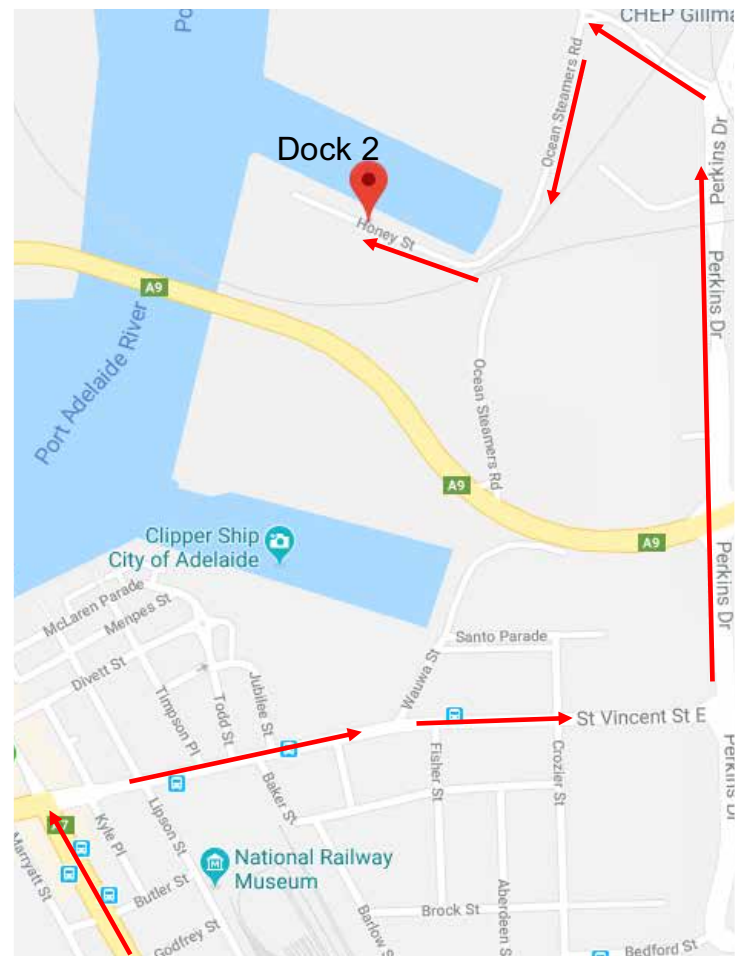 Po
CHEP Gillma
Ocean Steamers Rd
Perkins Dr
Dock 2
Honey St
Perkins Dr
A9
Port Adelaide River
Ocean Steamers Rd
A9
A9
Clipper Ship
City of Adelaide
Perkins Dr
McLaren Parade
Menpes St
Santo Parade
Divett St
Wauwa St
Jubilee St
Timpson Pl
Todd St
St Vincent St E
Fisher St
Crozier St
Perkins Dr
Baker St
Lipson St
Kyle Pl
A7
Marryatt St
National Railway
Museum
Butler St
Aberdeen S
Brock St
Barlow S
Godfrey St
Bedford St